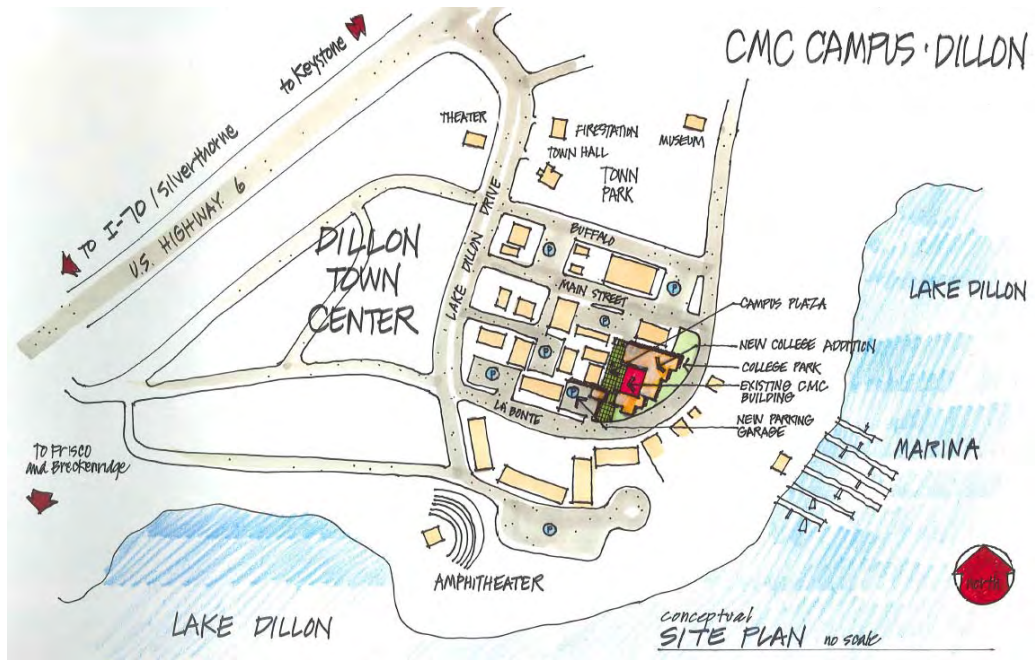 CMC CAMPUS · DILLON
to Keystone
TO I-70 / Silverthorne
U.S. HIGHWAY 6
THEATER
FIRESTATION
TOWN HALL
MUSEUM
TOWN
PARK
LAKE DILLON DRIVE
BUFFALO
DILLON
TOWN
CENTER
MAIN STREET
P
P
P
P
P
P
P
LAKE DILLON
CAMPUS PLAZA
NEW COLLEGE ADDITION
COLLEGE PARK
EXISTING CMC
BUILDING
NEW PARKING
GARAGE
LA BONTE
MARINA
TO Frisco
and Breckenridge
AMPHITHEATER
LAKE DILLON
north
conceptual
SITE PLAN no scale